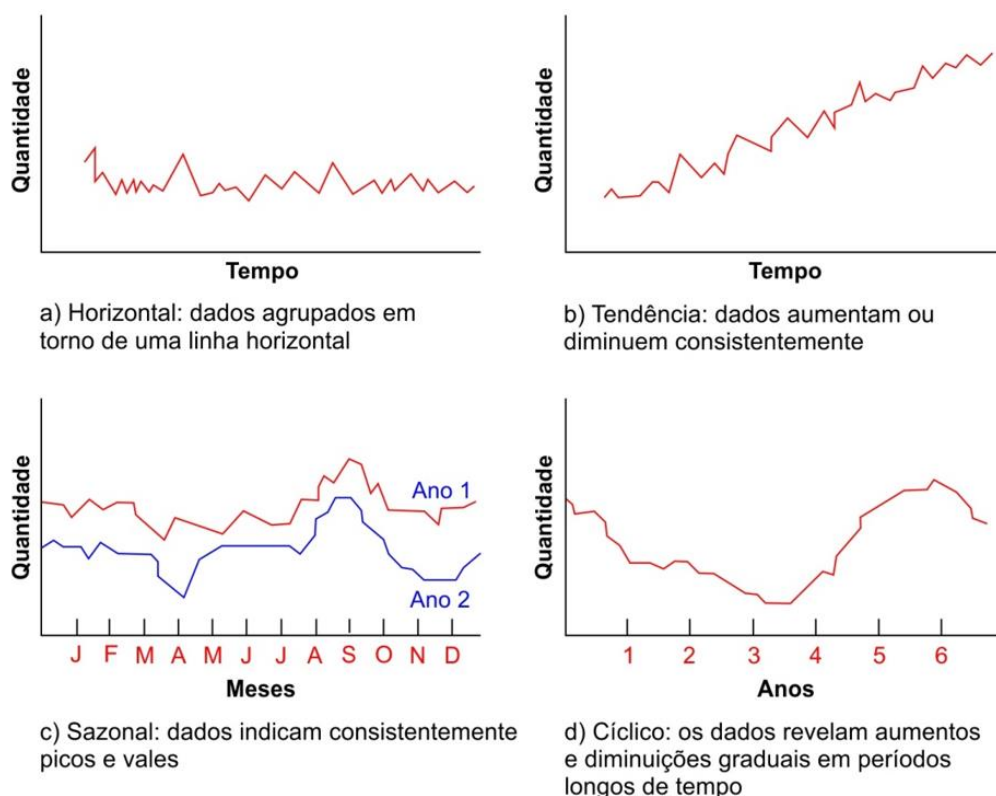 Quantidade
Tempo
a) Horizontal: dados agrupados em
torno de uma linha horizontal
Quantidade
Tempo
b) Tendência: dados aumentam ou
diminuem consistentemente
Quantidade
Ano 1
Ano 2
J F M A M J J A S O N D
Meses
c) Sazonal: dados indicam consistentemente
picos e vales
Quantidade
1 2 3 4 5 6
Anos
d) Cíclico: os dados revelam aumentos
e diminuições graduais em períodos
longos de tempo